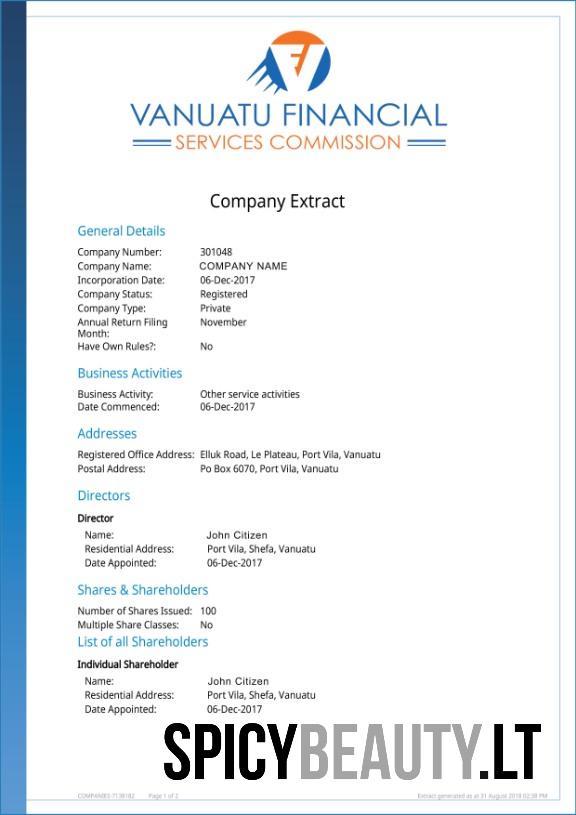 VANUATU FINANCIAL
SERVICES COMMISSION
Company Extract
General Details
Company Number: 301048
Company Name: COMPANY NAME
Incorporation Date: 06-Dec-2017
Company Status: Registered
Company Type: Private
Annual Return Filing November
Month:
Have Own Rules?: No
Business Activities
Business Activity: Other service activities
Date Commenced: 06-Dec-2017
Addresses
Registered Office Address: Elluk Road, Le Plateau, Port Vila, Vanuatu
Postal Address: Po Box 6070, Port Vila, Vanuatu
Directors
Director
Name: John Citizen
Residential Address: Port Vila, Shefa, Vanuatu
Date Appointed: 06-Dec-2017
Shares & Shareholders
Number of Shares Issued: 100
Multiple Share Classes: No
List of all Shareholders
Individual Shareholder
Name: John Citizen
Residential Address: Port Vila, Shefa, Vanuatu
Date Appointed: 06-Dec-2017
SPICYBEAUTY.LT
COMPANIES-7138182 Page 1 of 2 Extract generated as at 31 August 2018 02:38 PM